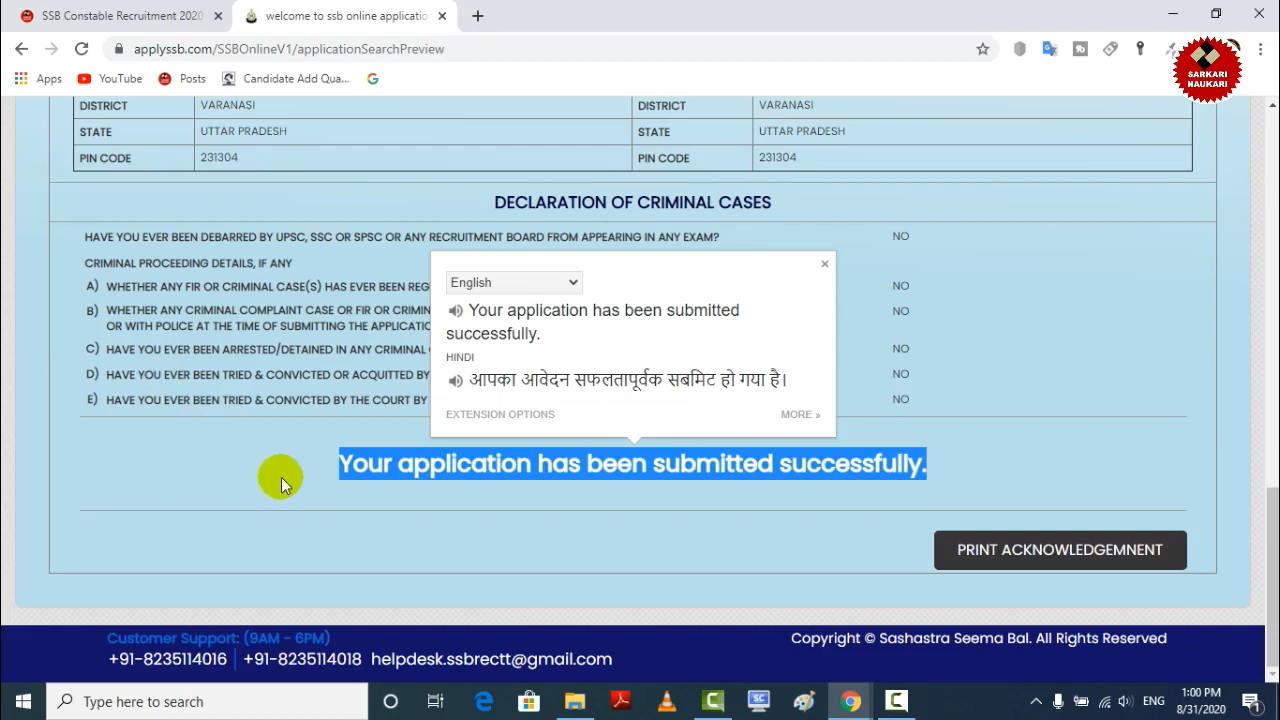 SSB Constable Recruitment 2020
welcome to ssb online applicatio
applyssb.com/SSBOnlineV1/applicationSearchPreview
Apps YouTube Posts Candidate Add Qua... 
SARKARI
NAUKARI
DISTRICT VARANASI DISTRICT VARANASI
STATE UTTAR PRADESH STATE UTTAR PRADESH
PIN CODE 231304 PIN CODE 231304
DECLARATION OF CRIMINAL CASES
HAVE YOU EVER BEEN DEBARRED BY UPSC, SSC OR SPSC OR ANY RECRUITMENT BOARD FROM APPEARING IN ANY EXAM? NO
CRIMINAL PROCEEDING DETAILS, IF ANY
A) WHETHER ANY FIR OR CRIMINAL CASE(S) HAS EVER BEEN REG NO
B) WHETHER ANY CRIMINAL COMPLAINT CASE OR FIR OR CRIMIN NO
OR WITH POLICE AT THE TIME OF SUBMITTING THE APPLICATIO
C) HAVE YOU EVER BEEN ARRESTED/DETAINED IN ANY CRIMINAL NO
D) HAVE YOU EVER BEEN TRIED & CONVICTED OR ACQUITTED BY NO
E) HAVE YOU EVER BEEN TRIED & CONVICTED BY THE COURT BY NO
English
Your application has been submitted
successfully.
HINDI
आपका आवेदन सफलतापूर्वक सबमिट हो गया है।
EXTENSION OPTIONS MORE »
Your application has been submitted successfully.
PRINT ACKNOWLEDGEMNENT
Customer Support: (9AM - 6PM) Copyright © Sashastra Seema Bal. All Rights Reserved
+91-8235114016 +91-8235114018 helpdesk.ssbrectt@gmail.com
Type here to search
ENG
1:00 PM
8/31/2020